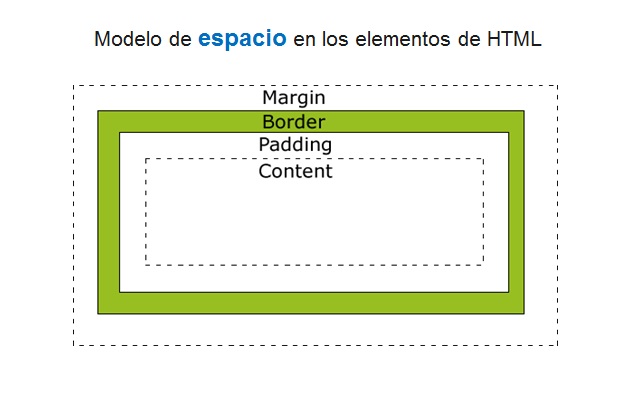 Modelo de espacio en los elementos de HTML
Margin
Border
Padding
Content